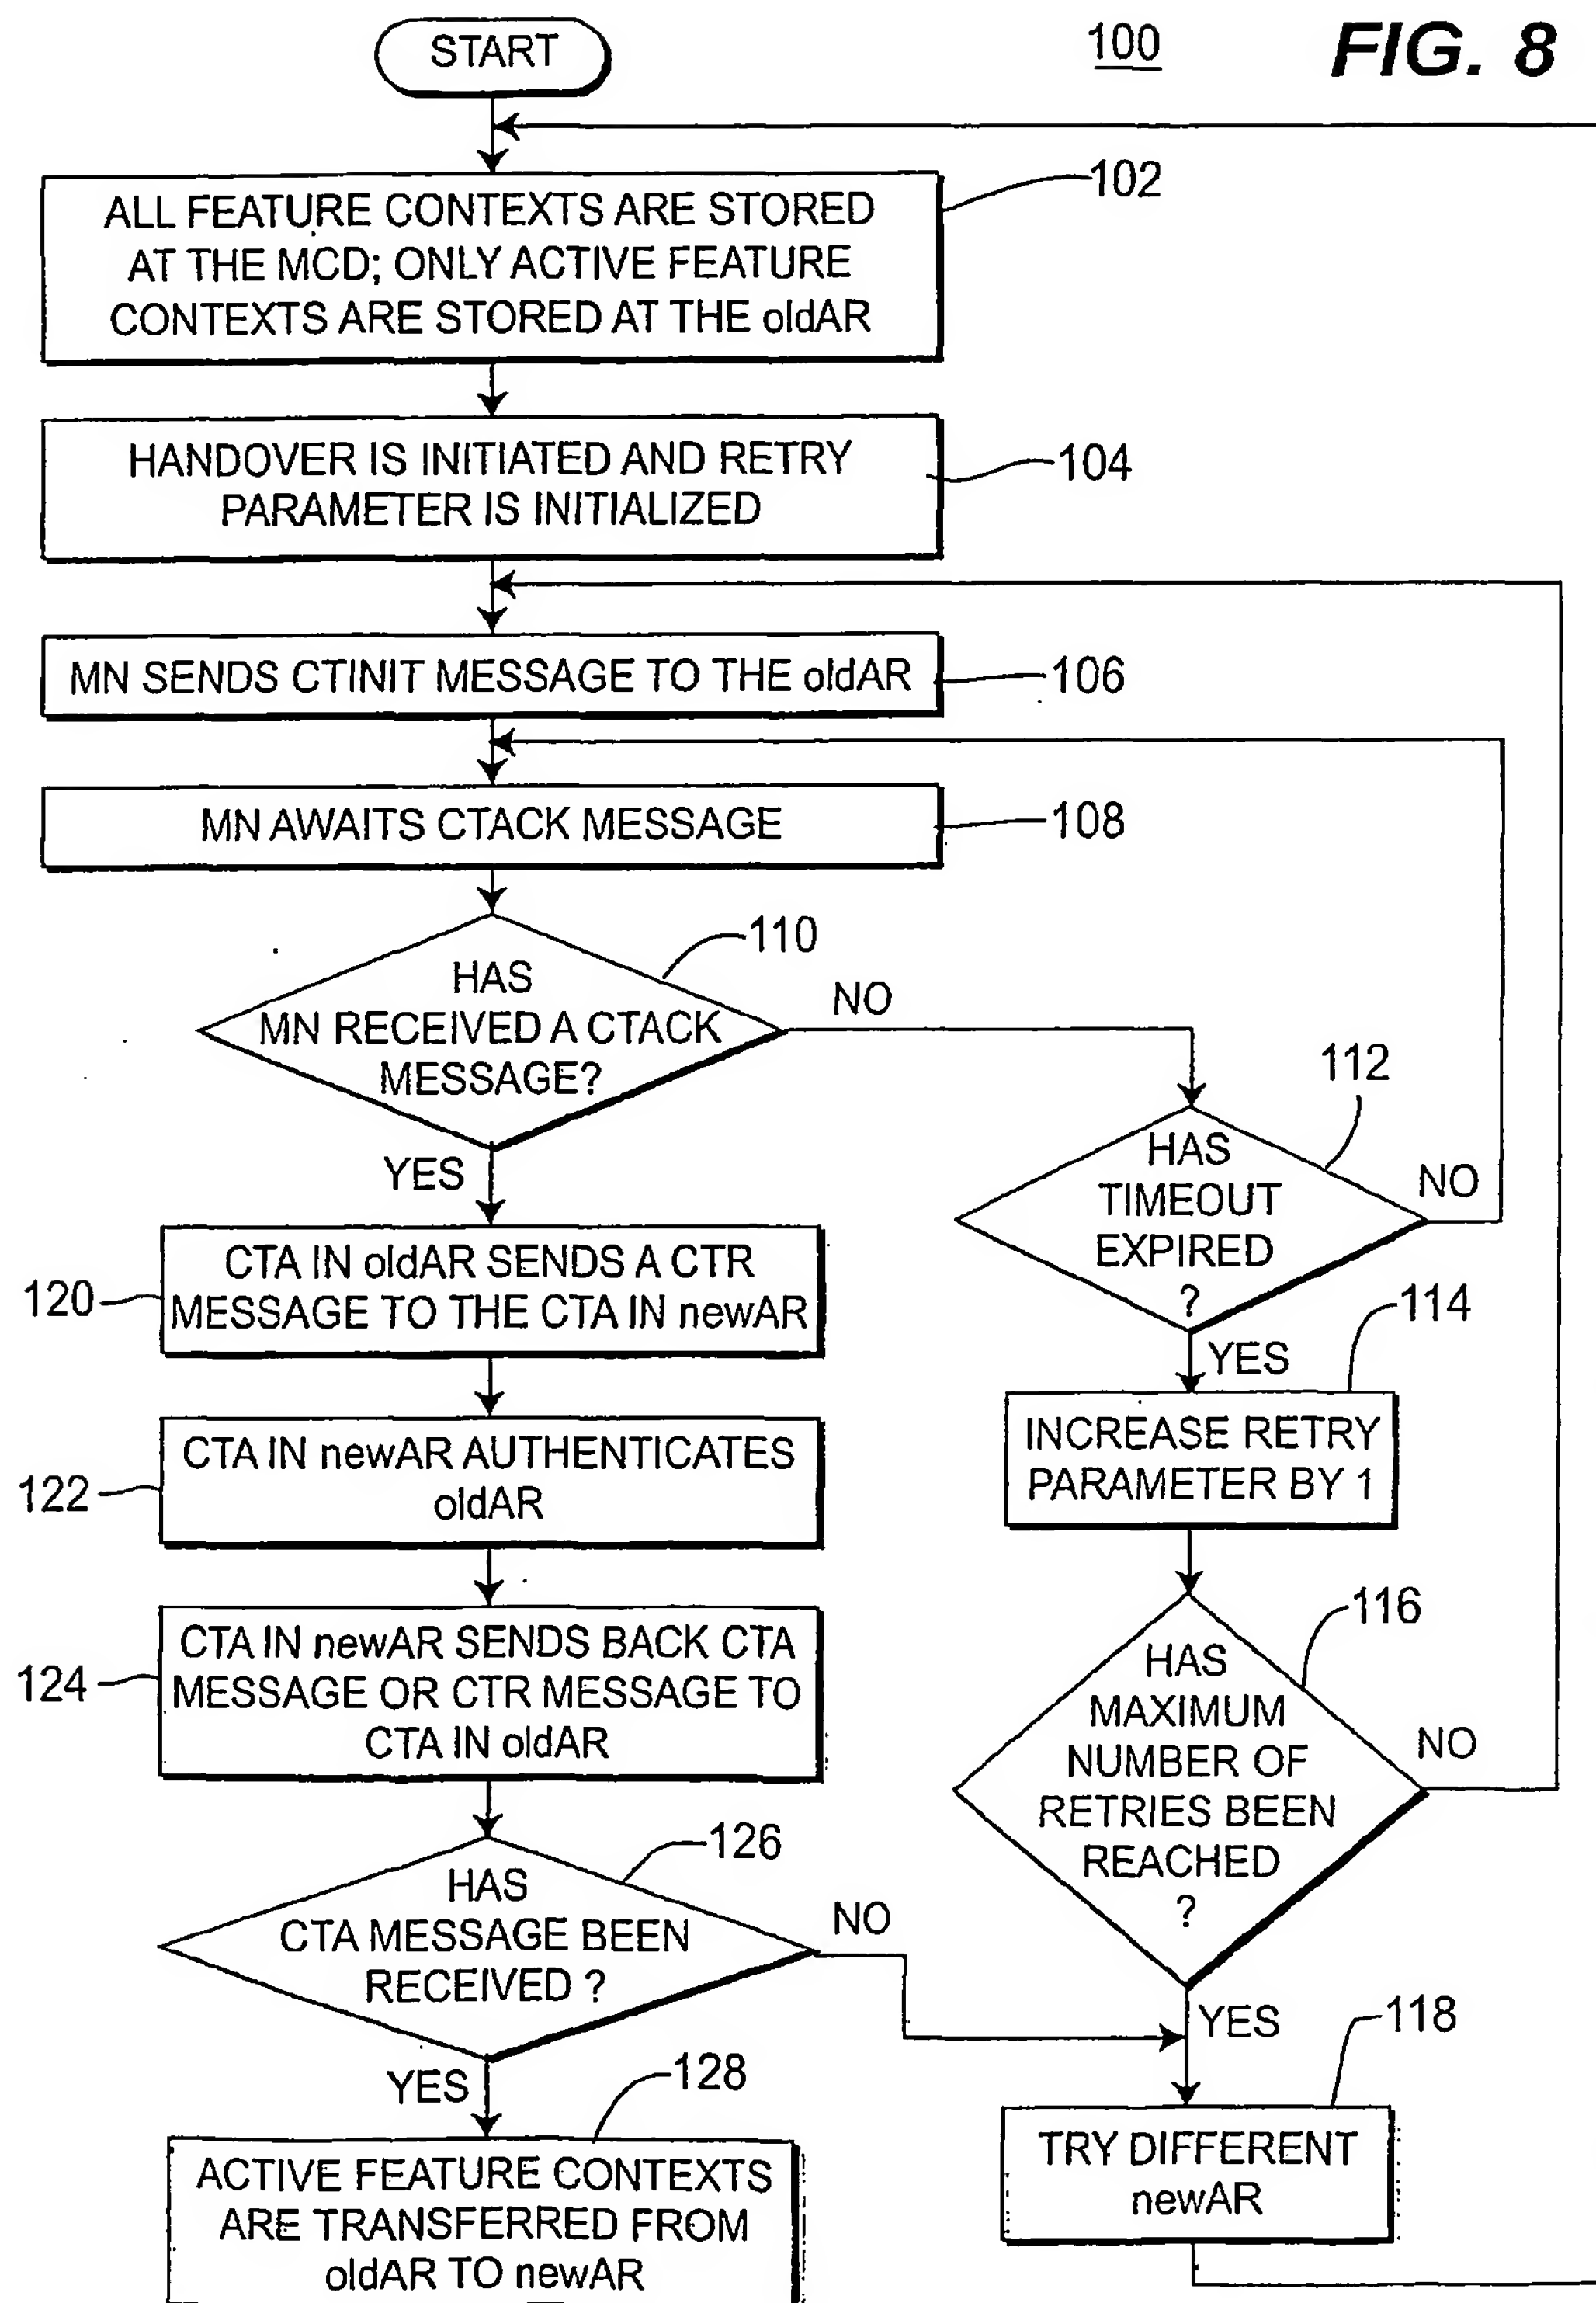 START
100
FIG. 8
ALL FEATURE CONTEXTS ARE STORED
AT THE MCD; ONLY ACTIVE FEATURE
CONTEXTS ARE STORED AT THE oldAR
102
HANDOVER IS INITIATED AND RETRY
PARAMETER IS INITIALIZED
104
MN SENDS CTINIT MESSAGE TO THE oldAR
106
MN AWAITS CTACK MESSAGE
108
HAS
MN RECEIVED A CTACK
MESSAGE?
110
NO
YES
HAS
TIMEOUT
EXPIRED
?
112
NO
YES
CTA IN oldAR SENDS A CTR
MESSAGE TO THE CTA IN newAR
120
INCREASE RETRY
PARAMETER BY 1
114
CTA IN newAR AUTHENTICATES
oldAR
122
CTA IN newAR SENDS BACK CTA
MESSAGE OR CTR MESSAGE TO
CTA IN oldAR
124
HAS
MAXIMUM
NUMBER OF
RETRIES BEEN
REACHED
?
116
NO
YES
HAS
CTA MESSAGE BEEN
RECEIVED ?
126
NO
YES
ACTIVE FEATURE CONTEXTS
ARE TRANSFERRED FROM
oldAR TO newAR
128
TRY DIFFERENT
newAR
118